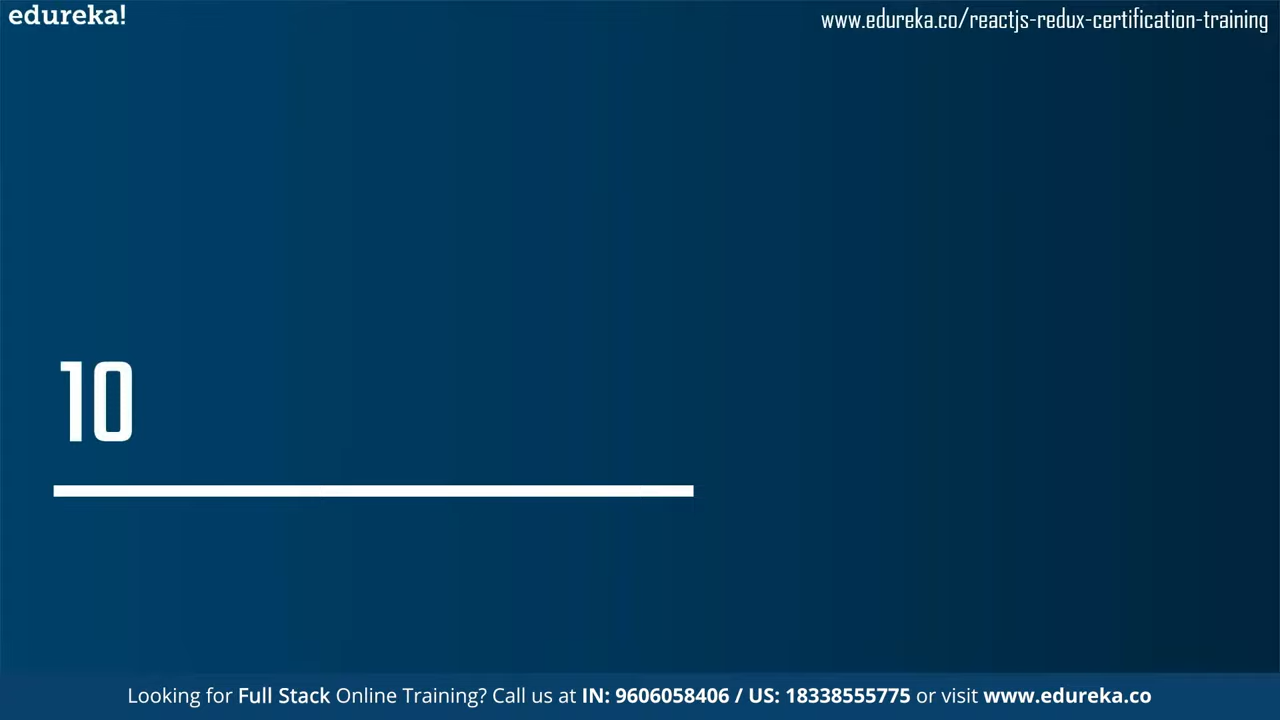 edureka!
www.edureka.co/reactjs-redux-certification-training
10
Looking for Full Stack Online Training? Call us at IN: 9606058406 / US: 18338555775 or visit www.edureka.co